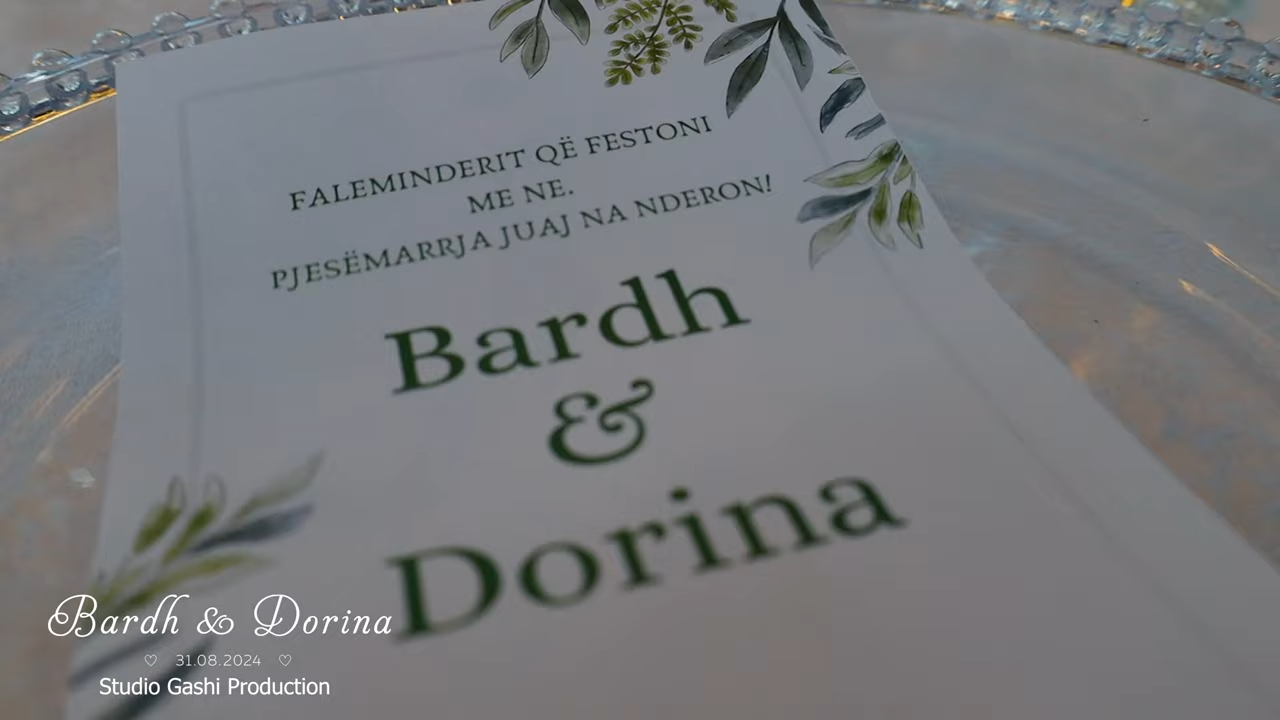 FALEMINDERIT QË FESTONI
ME NE.
PJESËMARRJA JUAJ NA NDERON!
Bardh
&
Dorina
Bardh & Dorina
♡ 31.08.2024 ♡
Studio Gashi Production